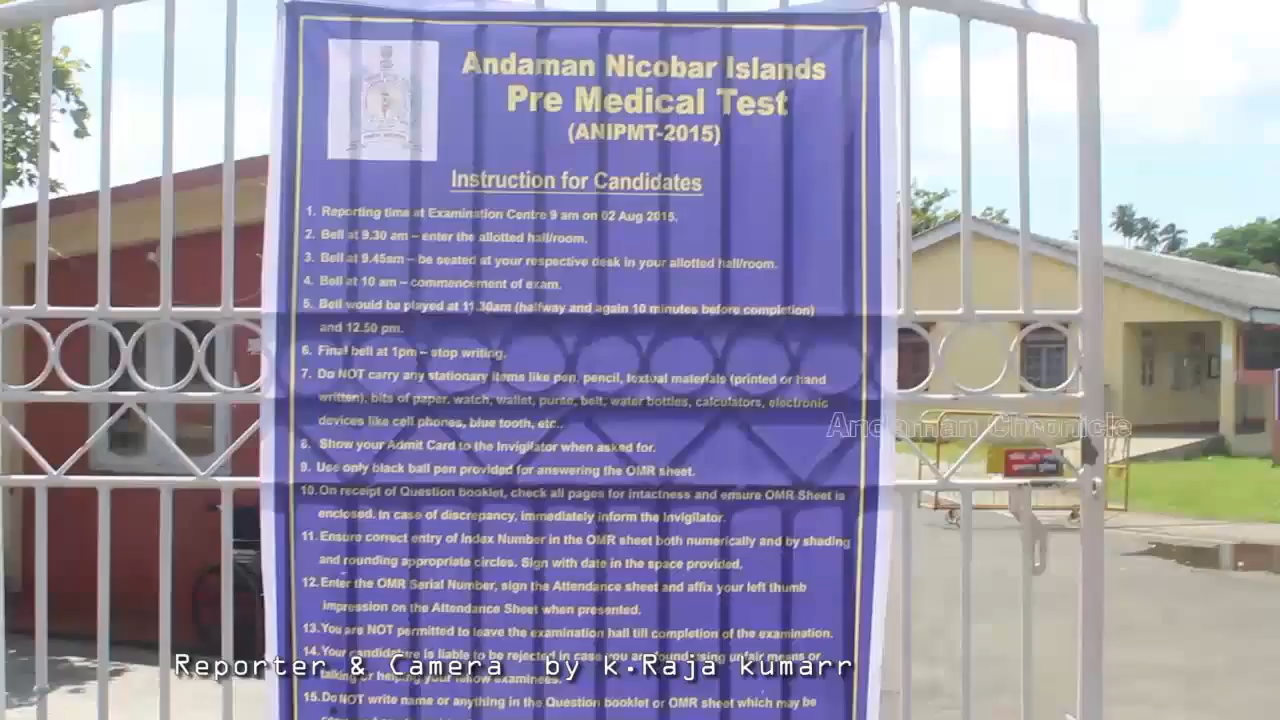 Andaman Nicobar Islands
Pre Medical Test
(ANIPMT-2015)
Instruction for Candidates
1. Reporting time at Examination Centre 9 am on 02 Aug 2015.
2. Bell at 9.30 am – enter the allotted hall/room.
3. Bell at 9.45am – be seated at your respective desk in your allotted hall/room.
4. Bell at 10 am – commencement of exam.
5. Bell would be played at 11.30am (halfway and again 10 minutes before completion)
and 12.50 pm.
6. Final bell at 1pm – stop writing.
7. Do NOT carry any stationary items like pen, pencil, textual materials (printed or hand
written), bits of paper, watch, wallet, purse, belt, water bottles, calculators, electronic
devices like cell phones, blue tooth, etc..
Andaman Chronicle
8. Show your Admit Card to the Invigilator when asked for.
9. Use only black ball pen provided for answering the OMR sheet.
10. On receipt of Question booklet, check all pages for intactness and ensure OMR Sheet is
enclosed. In case of discrepancy, immediately inform the Invigilator.
11. Ensure correct entry of Index Number in the OMR sheet both numerically and by shading
and rounding appropriate circles. Sign with date in the space provided.
12. Enter the OMR Serial Number, sign the Attendance sheet and affix your left thumb
impression on the Attendance Sheet when presented.
13. You are NOT permitted to leave the examination hall till completion of the examination.
14. Your candidature is liable to be rejected in case you are found using unfair means or
talking or helping your fellow examinees.
Reporter & Camera by k.Raja kumarr
15. Do NOT write name or anything in the Question booklet or OMR sheet which may be